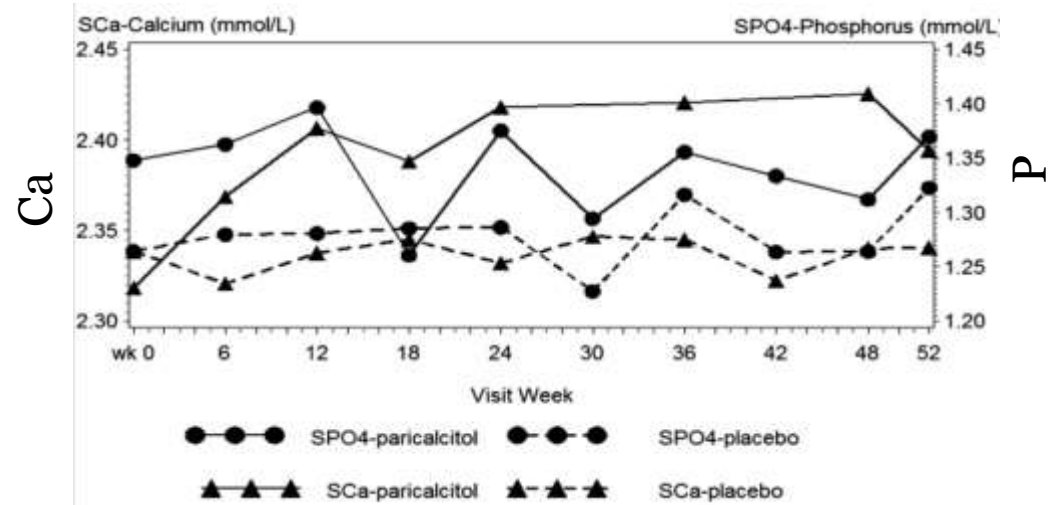 SCa-Calcium (mmol/L) SPO4-Phosphorus (mmol/L)
2.45 1.45
1.40
2.40
1.35
Ca P
2.35 1.30
1.25
2.30 1.20
wk 0 6 12 18 24 30 36 42 48 52
Visit Week
SPO4-paricalcitol SPO4-placebo
SCa-paricalcitol SCa-placebo